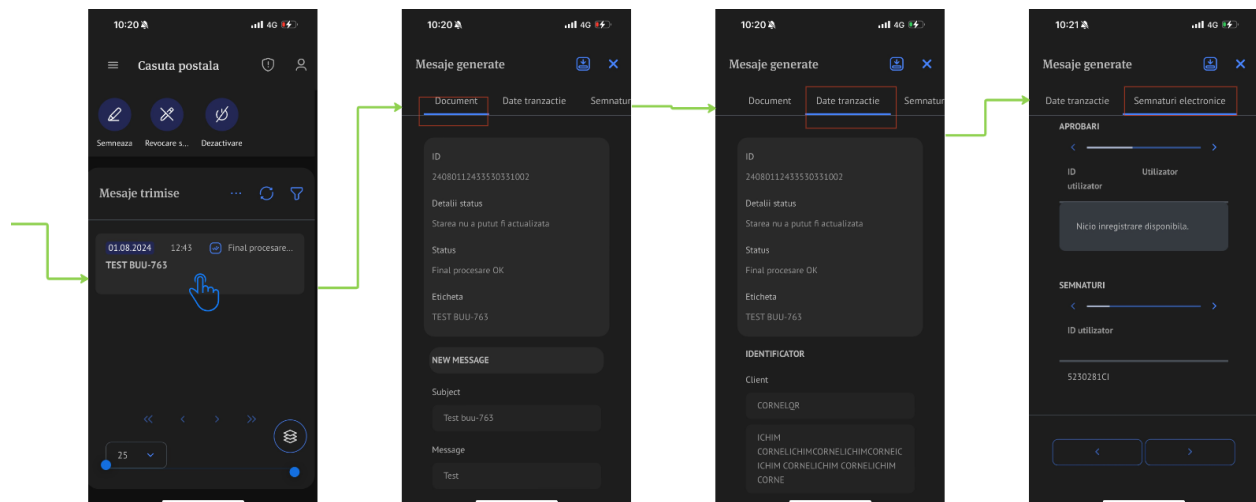 10:20
4G
Casuta postala
Semneaza
Revocare s...
Dezactivare
Mesaje trimise
01.08.2024
12:43
Final procesare...
TEST BUU-763
25
10:20
4G
Mesaje generate
Document
Date tranzactie
Semnatur
ID
24080112433530331002
Detalii status
Starea nu a putut fi actualizata
Status
Final procesare OK
Eticheta
TEST BUU-763
NEW MESSAGE
Subject
Test buu-763
Message
Test
10:20
4G
Mesaje generate
Document
Date tranzactie
Semnatur
ID
24080112433530331002
Detalii status
Starea nu a putut fi actualizata
Status
Final procesare OK
Eticheta
TEST BUU-763
IDENTIFICATOR
Client
CORNELQR
ICHIM
CORNELICHIMCORNELICHIMCORNEIC
ICHIM CORNELICHIM CORNELICHIM
CORNE
10:21
4G
Mesaje generate
Date tranzactie
Semnaturi electronice
APROBARI
ID
utilizator
Utilizator
Nicio inregistrare disponibila.
SEMNATURI
ID utilizator
5230281CI